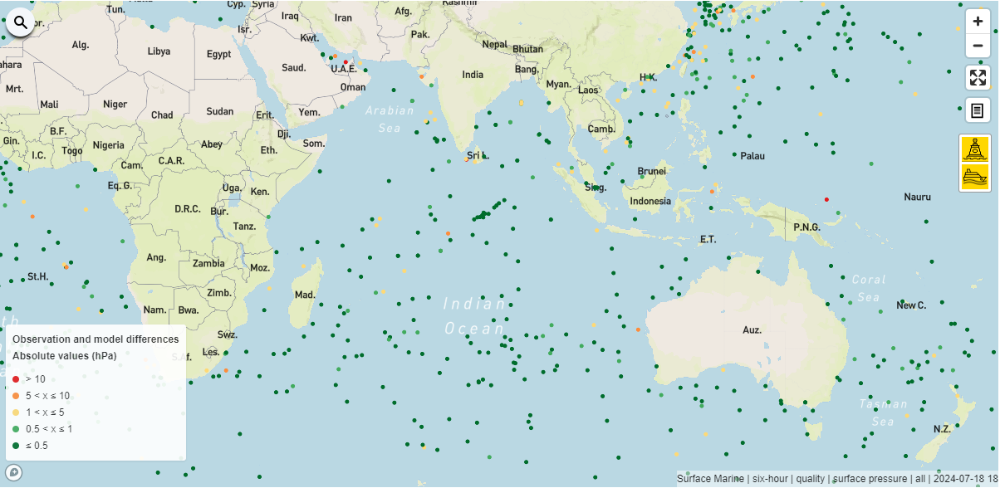 Cyp.
Syria
Kashmir
Tun.
Iraq
Iran
Afg.
Isr.
Kwt.
Pak.
Alg.
Libya
Egypt
Saud.
U.A.E.
Nepal
Bhutan
India
Bang.
H.K.
ahara
Mrt.
Oman
Myan.
Laos
Mali
Niger
Chad
Sudan
Erit.
Yem.
Arabian
Sea
B.F.
Dji.
Camb.
Gin.
Togo
Nigeria
Abey
Som.
I.C.
C.A.R.
Eth.
Sri L.
Palau
Cam.
Brunei
Eq. G.
Uga.
Ken.
Sing.
Indonesia
Nauru
D.R.C.
Bur.
Tanz.
P.N.G.
E.T.
Ang.
Zambia
Moz.
St.H.
Zimb.
Mad.
Coral
Sea
Nam.
Bwa.
Indian
Ocean
New C.
Auz.
Swz.
Les.
S.Af.
Observation and model differences
Absolute values (hPa)
> 10
5 < x ≤ 10
1 < x ≤ 5
0.5 < x ≤ 1
≤ 0.5
Tasman
Sea
N.Z.
Surface Marine | six-hour | quality | surface pressure | all | 2024-07-18 18